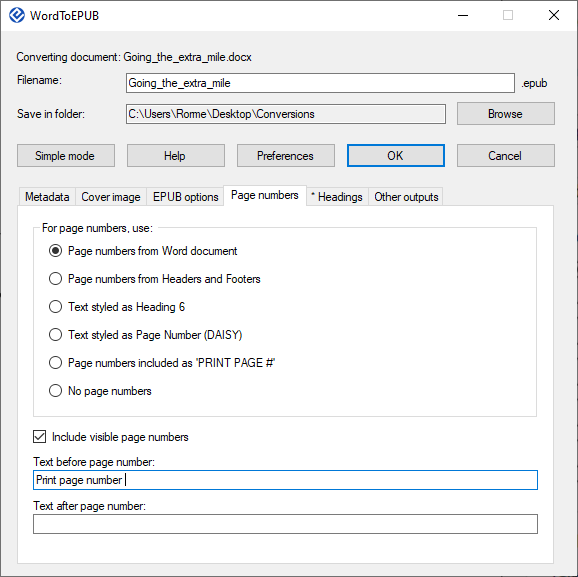 WordToEPUB
Converting document: Going_the_extra_mile.docx
Filename: Going_the_extra_mile .epub
Save in folder: C:\Users\Rorme\Desktop\Conversions Browse
Simple mode Help Preferences OK Cancel
Metadata Cover image EPUB options Page numbers * Headings Other outputs
For page numbers, use:
Page numbers from Word document
Page numbers from Headers and Footers
Text styled as Heading 6
Text styled as Page Number (DAISY)
Page numbers included as 'PRINT PAGE #'
No page numbers
Include visible page numbers
Text before page number:
Print page number
Text after page number: